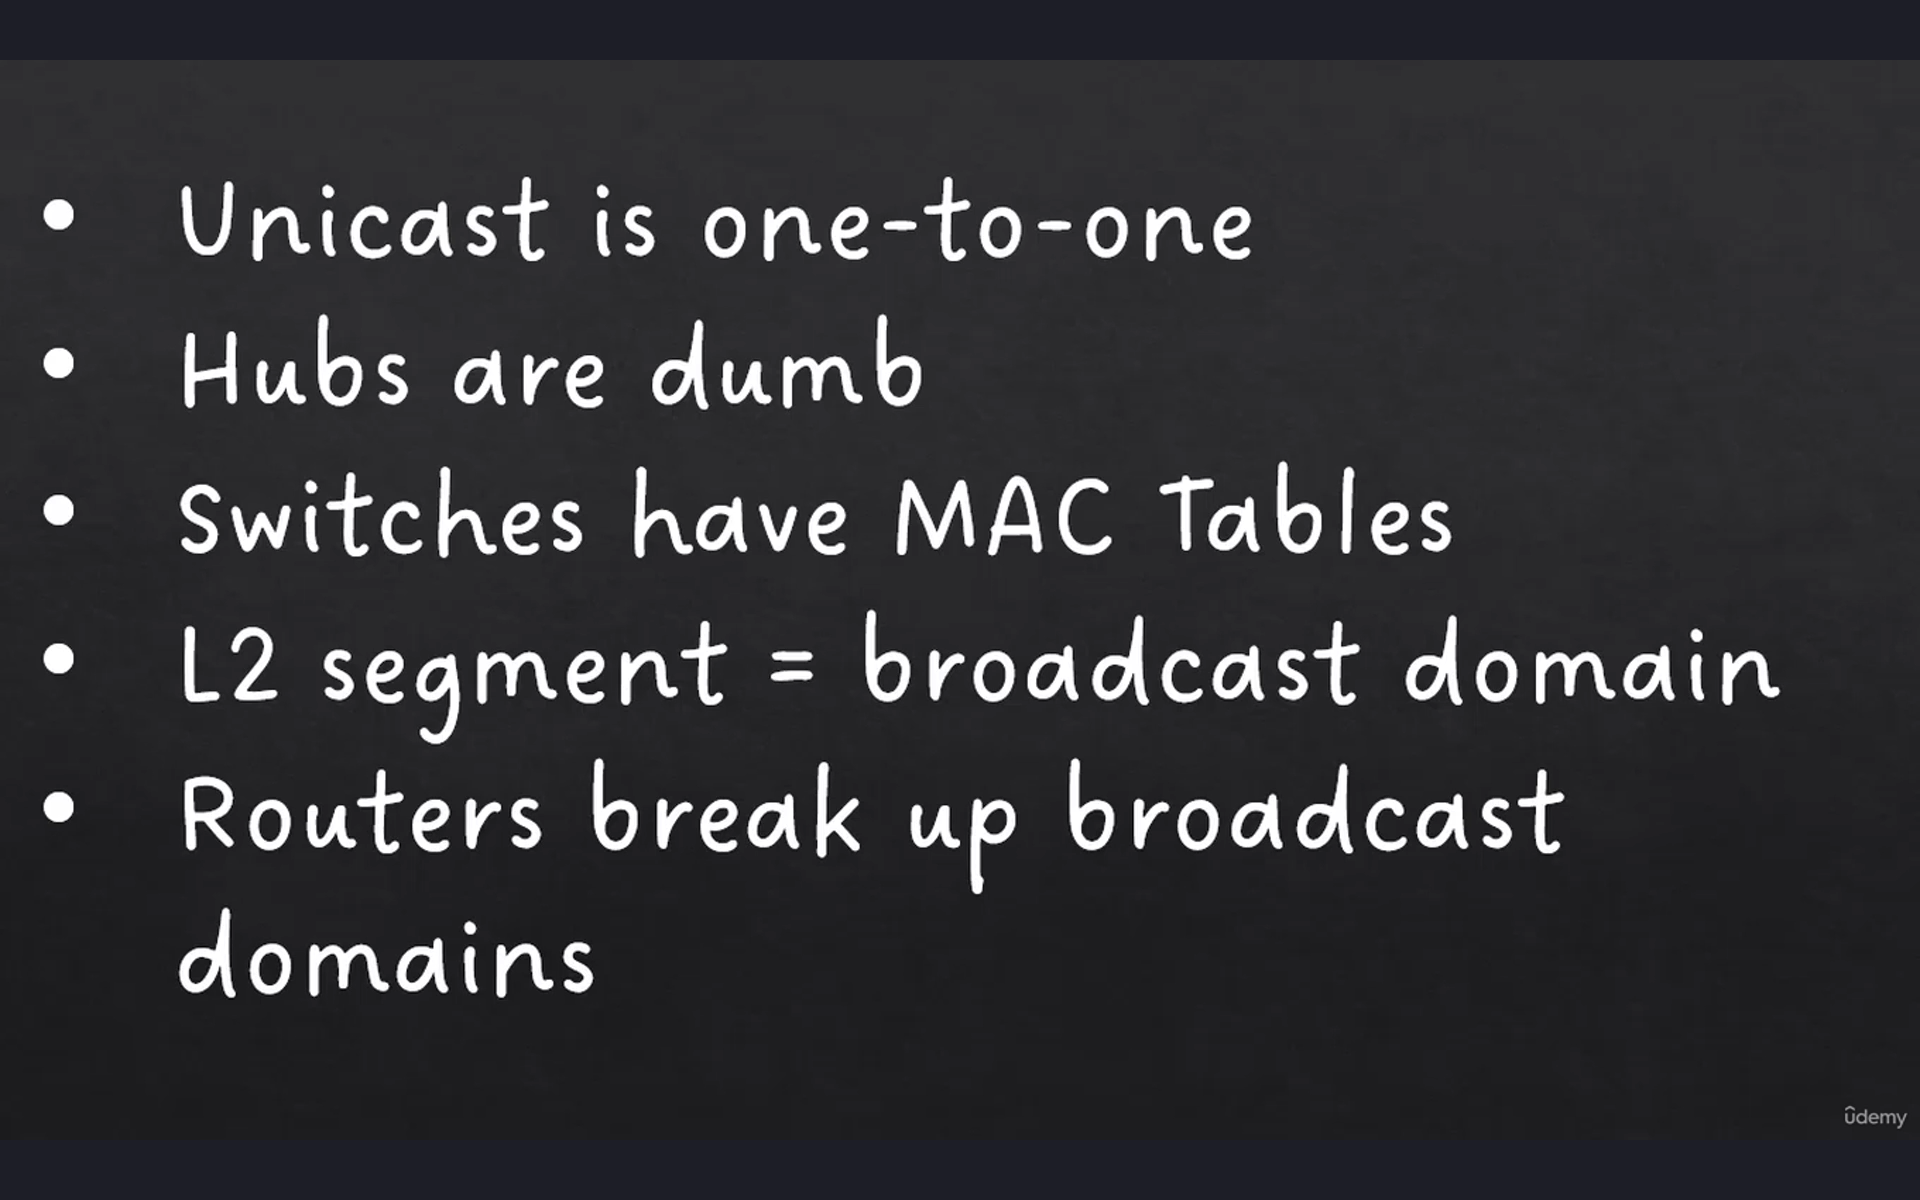 • Unicast is one-to-one
• Hubs are dumb
• Switches have MAC Tables
• L2 segment = broadcast domain
• Routers break up broadcast
domains
ûdemy